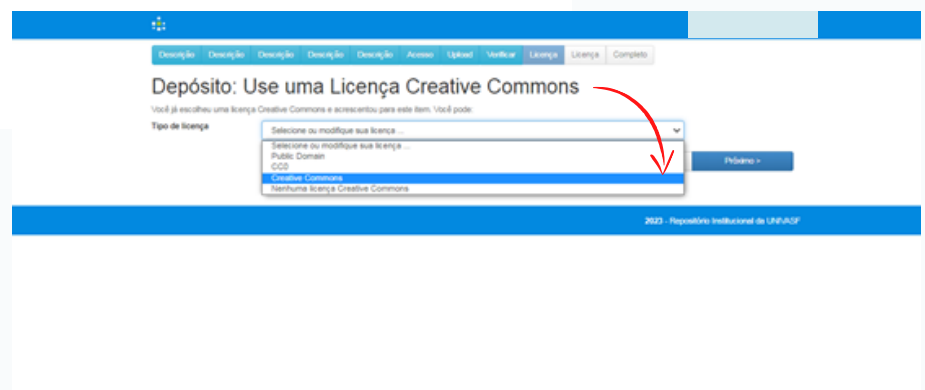 Descrição Descrição Descrição Descrição Descrição Acesso Upload Verificar Licença Licença Completo
Depósito: Use uma Licença Creative Commons
Você já escolheu uma licença Creative Commons e acrescentou para este item. Você pode:
Tipo de licença
Selecione ou modifique sua licença ...
Selecione ou modifique sua licença ...
Public Domain
CC0
Creative Commons
Nenhuma licença Creative Commons
Próximo >
2023 - Repositório Institucional da UNIVASF